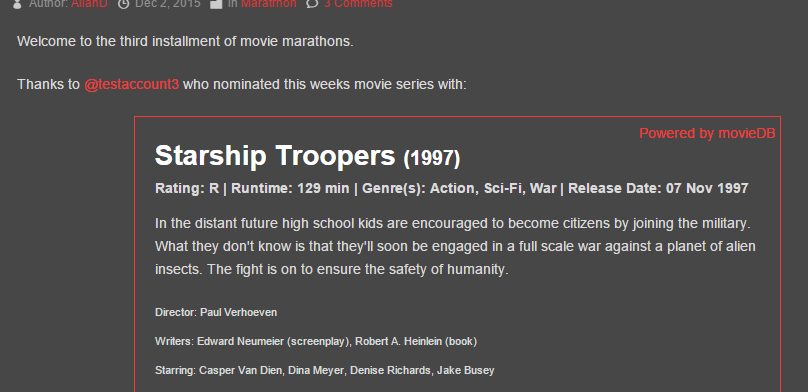 Author: AllanD Dec 2, 2015 in Marathon 3 Comments
Welcome to the third installment of movie marathons.
Thanks to @testaccount3 who nominated this weeks movie series with:
Powered by movieDB
Starship Troopers (1997)
Rating: R | Runtime: 129 min | Genre(s): Action, Sci-Fi, War | Release Date: 07 Nov 1997
In the distant future high school kids are encouraged to become citizens by joining the military.
What they don't know is that they'll soon be engaged in a full scale war against a planet of alien
insects. The fight is on to ensure the safety of humanity.
Director: Paul Verhoeven
Writers: Edward Neumeier (screenplay), Robert A. Heinlein (book)
Starring: Casper Van Dien, Dina Meyer, Denise Richards, Jake Busey